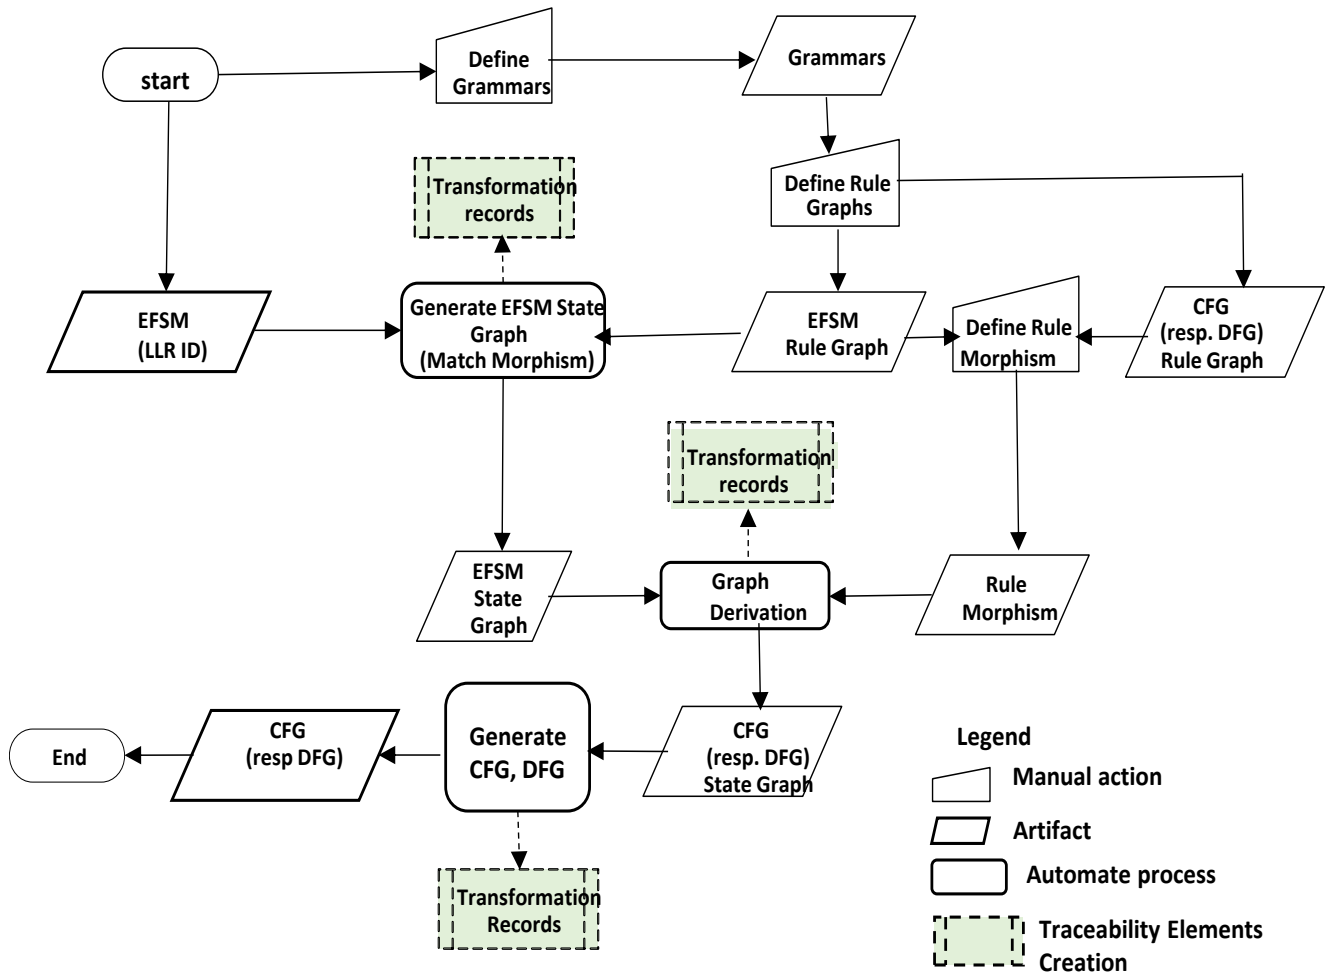 start
Define
Grammars
Grammars
Transformation
records
Define Rule
Graphs
EFSM
(LLR ID)
Generate EFSM State
Graph
(Match Morphism)
EFSM
Rule Graph
Define Rule
Morphism
CFG
(resp. DFG)
Rule Graph
Transformation
records
EFSM
State
Graph
Graph
Derivation
Rule
Morphism
End
CFG
(resp DFG)
Generate
CFG, DFG
CFG
(resp. DFG)
State Graph
Transformation
Records
Legend
Manual action
Artifact
Automate process
Traceability Elements
Creation